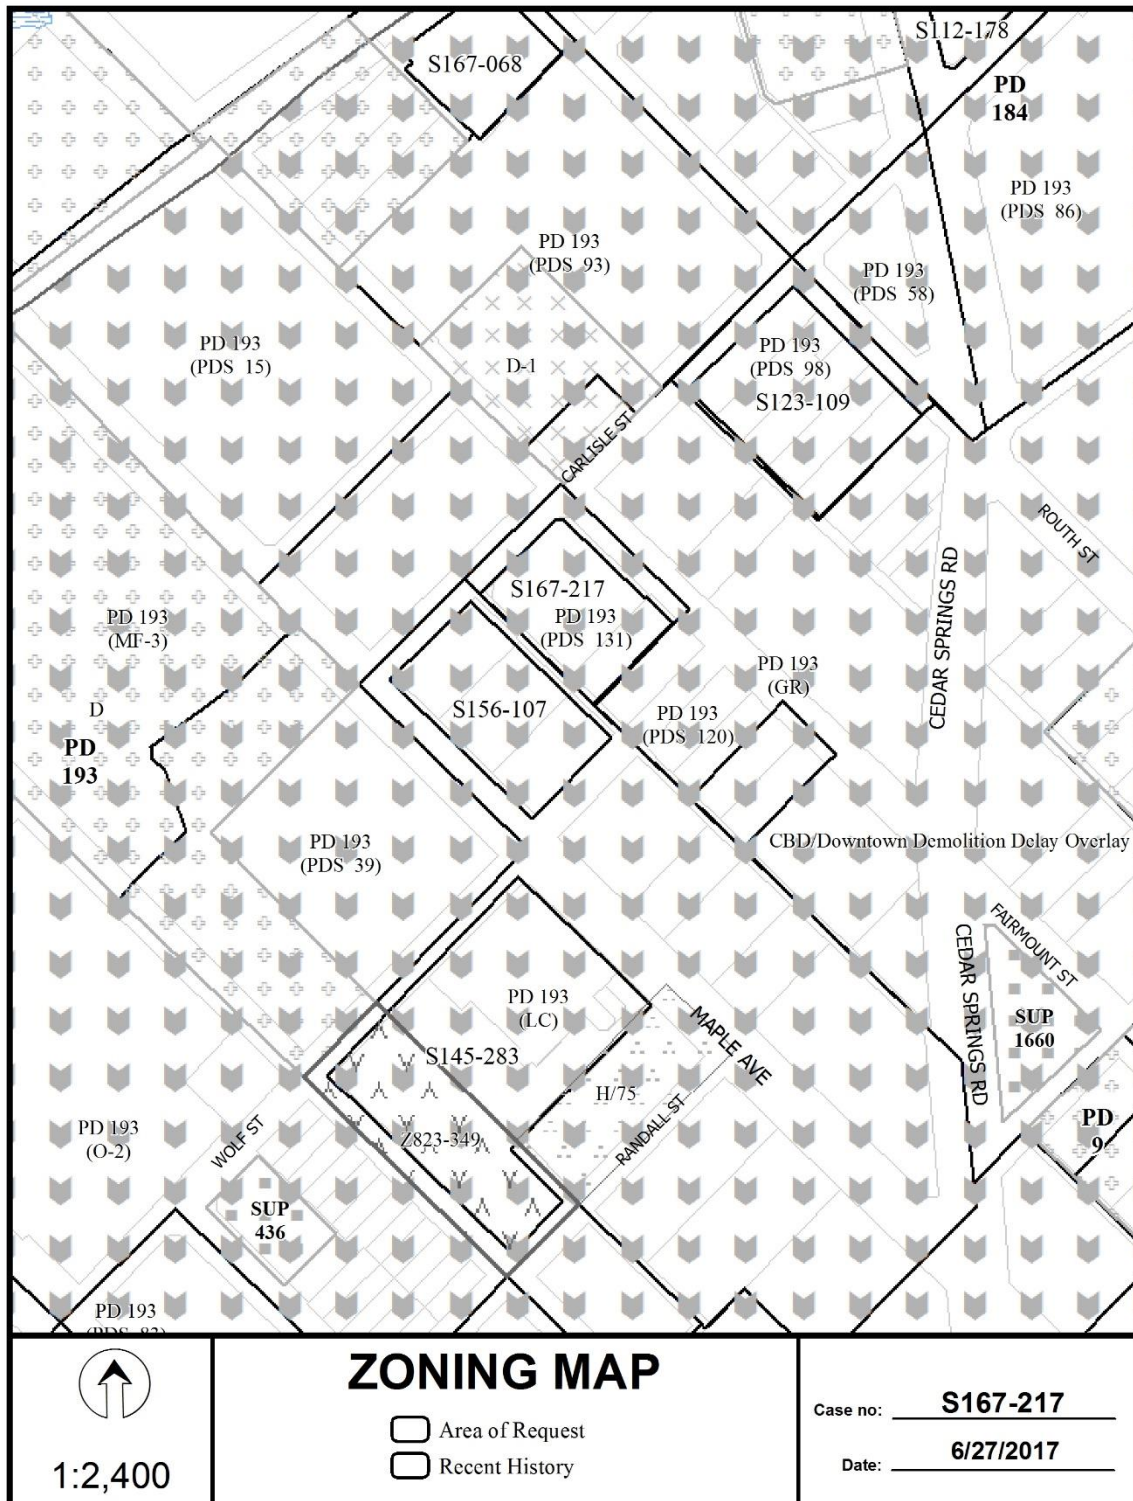 S112-178
S167-068
PD
184
PD 193
(PDS 86)
PD 193
(PDS 93)
PD 193
(PDS 58)
PD 193
(PDS 15)
PD 193
(PDS 98)
D-1
S123-109
CARLISLE ST
ROUTH ST
CEDAR SPRINGS RD
S167-217
PD 193
(PDS 131)
PD 193
(MF-3)
PD 193
(GR)
D
S156-107
PD 193
(PDS 120)
PD
193
PD 193
(PDS 39)
CBD/Downtown Demolition Delay Overlay
FAIRMOUNT ST
CEDAR SPRINGS RD
PD 193
(LC)
MAPLE AVE
SUP
1660
S145-283
H/75
RANDALL ST
PD
9
PD 193
(O-2)
WOLF ST
Z823-349
SUP
436
PD 193
ZONING MAP
Area of Request
Recent History
1:2,400
Case no: S167-217
Date: 6/27/2017